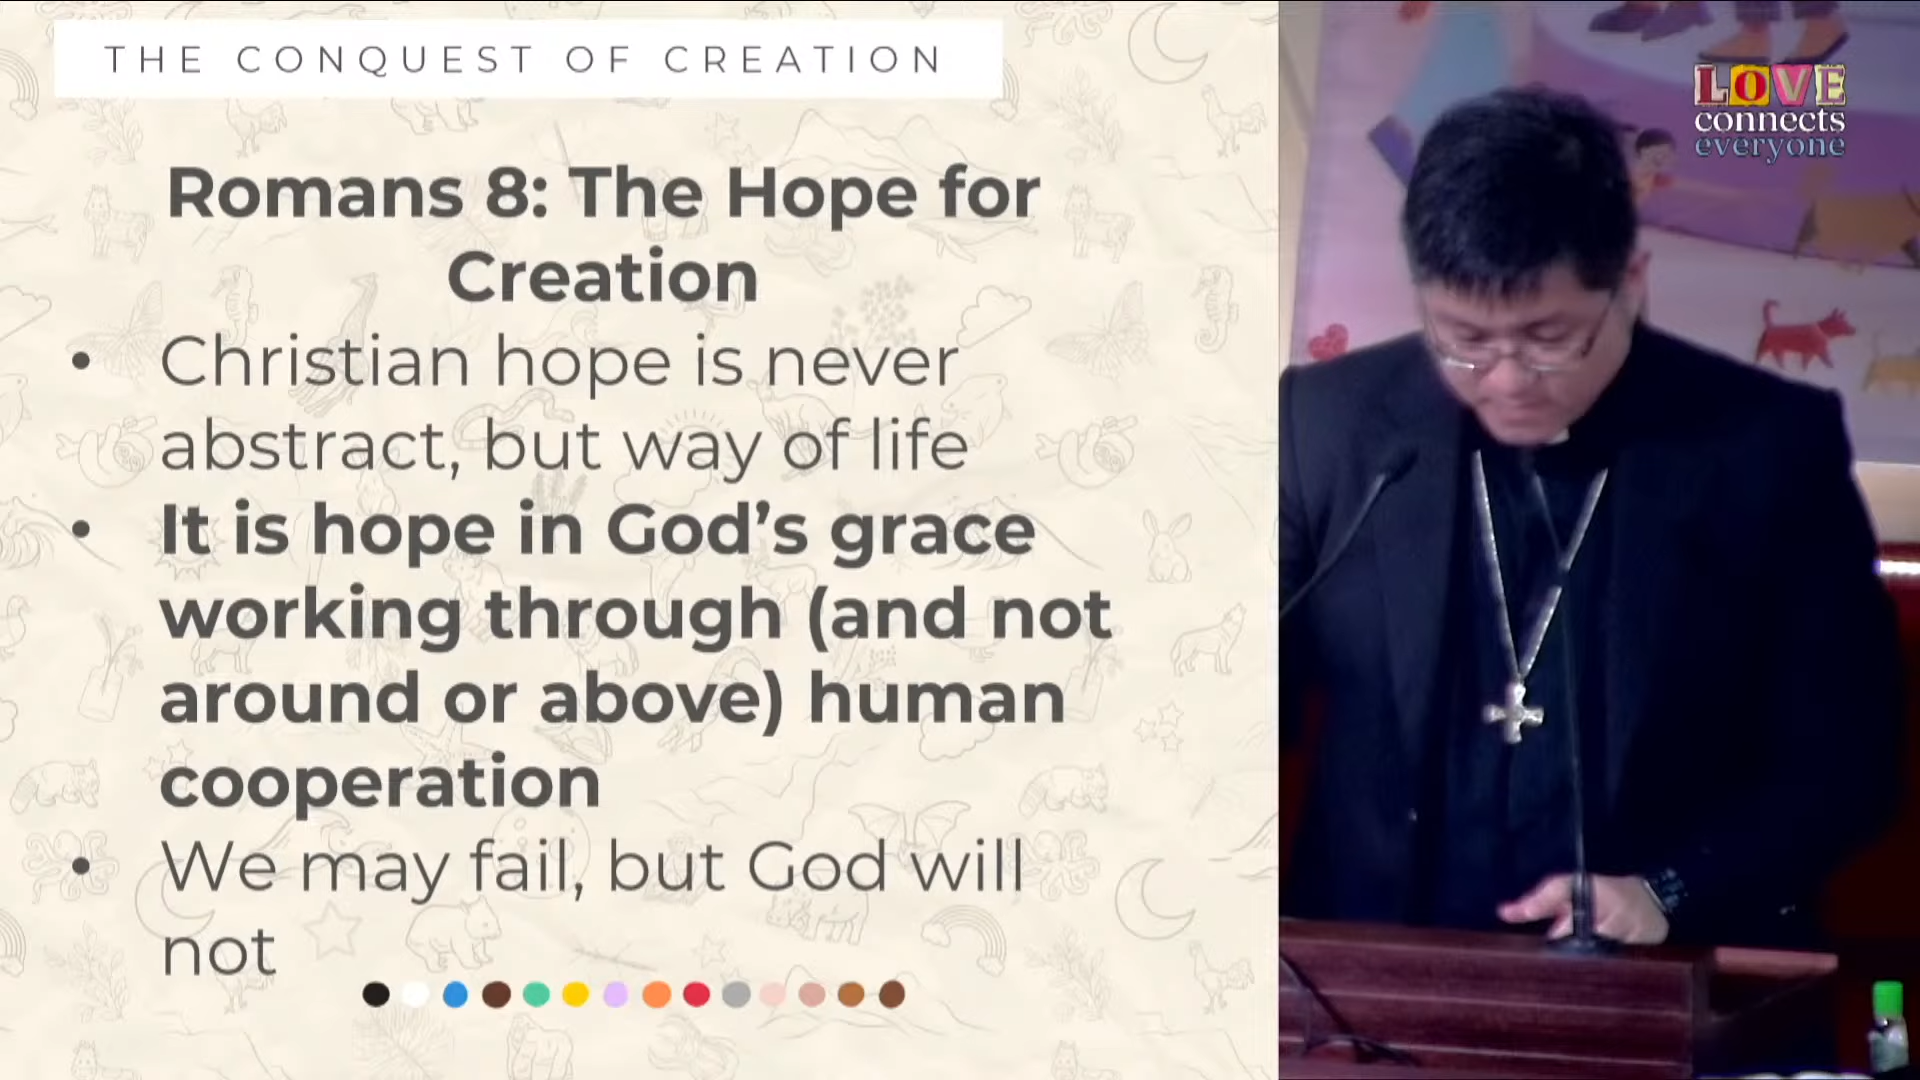 THE CONQUEST OF CREATION
Romans 8: The Hope for
Creation
• Christian hope is never
abstract, but way of life
• It is hope in God’s grace
working through (and not
around or above) human
cooperation
• We may fail, but God will
not
LOVE
connects
everyone